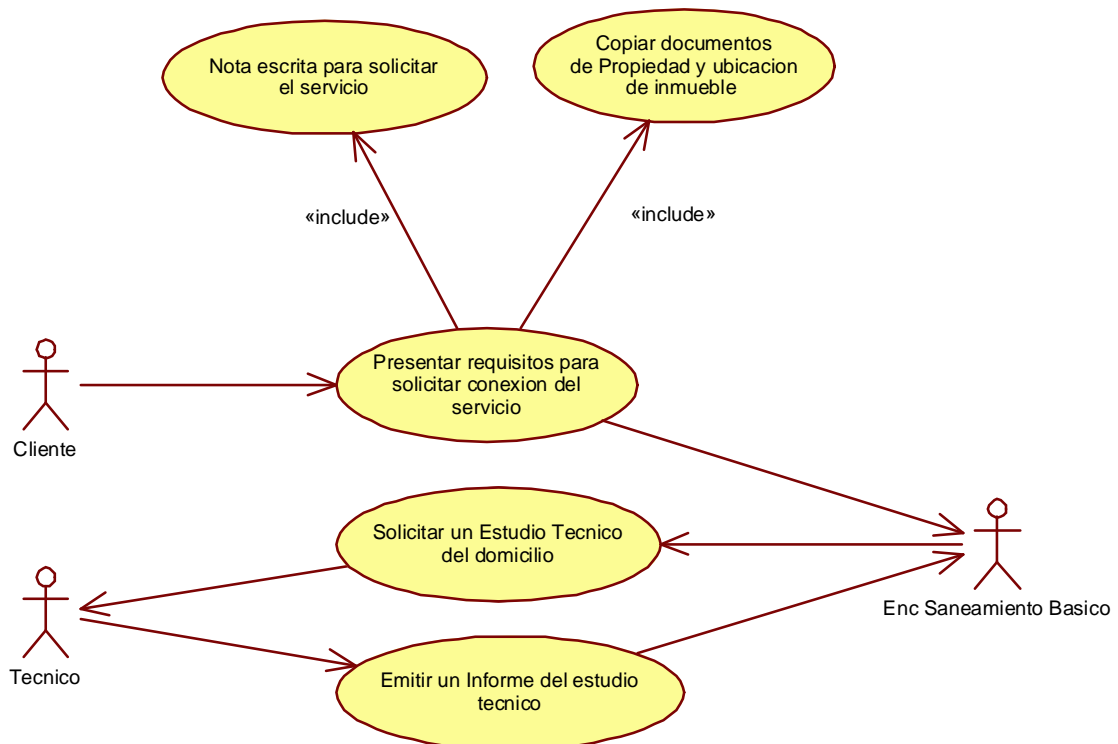 Nota escrita para solicitar
el servicio
Copiar documentos
de Propiedad y ubicacion
de inmueble
«include»
«include»
Presentar requisitos para
solicitar conexion del
servicio
Cliente
Solicitar un Estudio Tecnico
del domicilio
Enc Saneamiento Basico
Tecnico
Emitir un Informe del estudio
tecnico